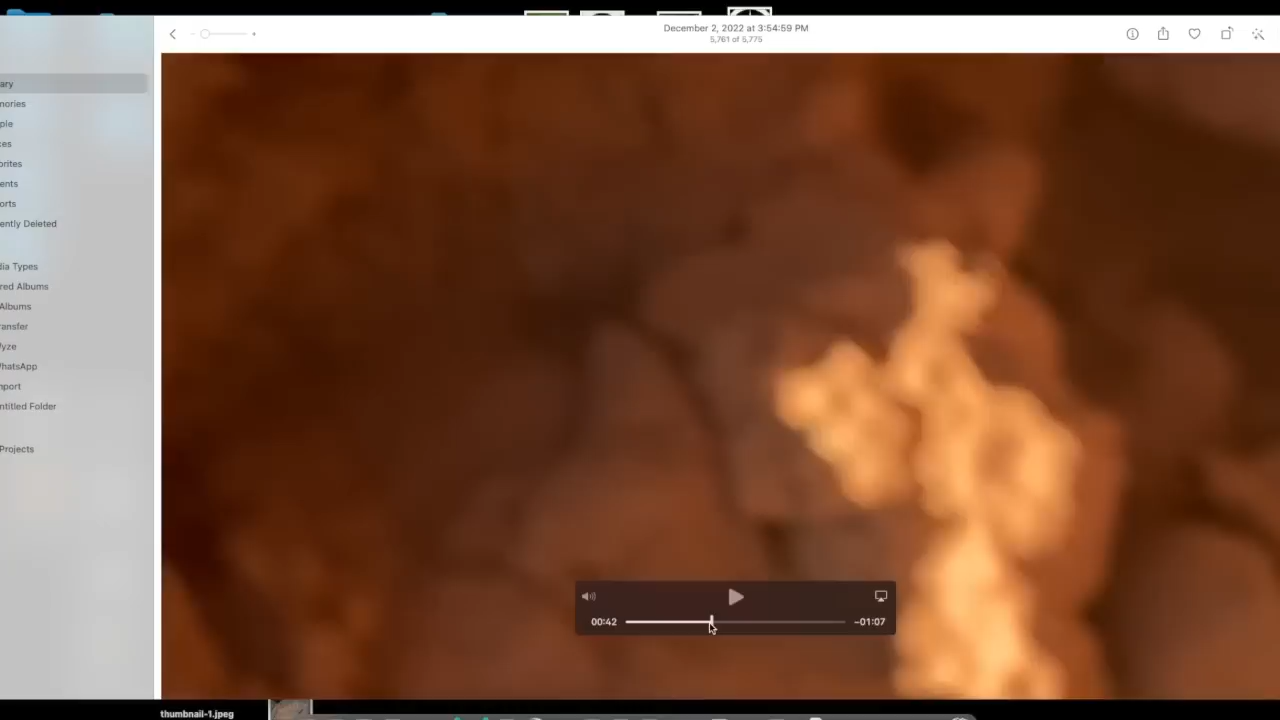 December 2, 2022 at 3:54:59 PM
5,761 of 5,775
ary
nories
ple
ces
orites
ents
orts
ently Deleted
dia Types
red Albums
Albums
ransfer
yze
WhatsApp
mport
ntitled Folder
Projects
00:42
−01:07
thumbnail-1.jpeg